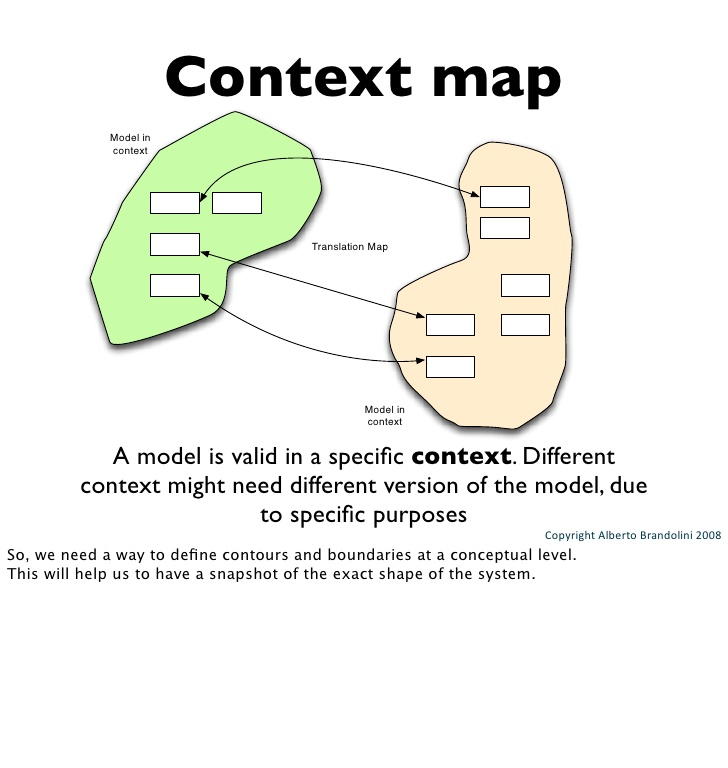 Context map
Model in
context
Translation Map
Model in
context
A model is valid in a specific context. Different
context might need different version of the model, due
to specific purposes
Copyright Alberto Brandolini 2008
So, we need a way to define contours and boundaries at a conceptual level.
This will help us to have a snapshot of the exact shape of the system.